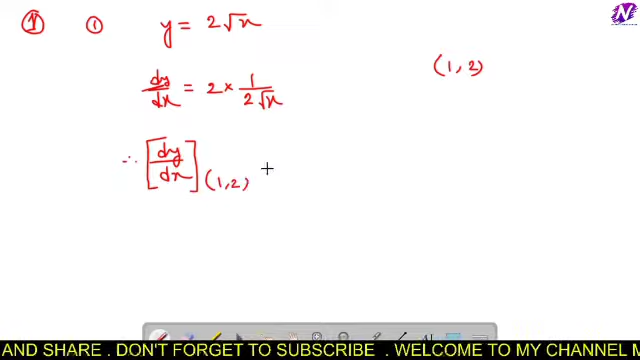 ① ① y = 2√x
dy/dx = 2 × 1/2√x
(1, 2)
∴ [dy/dx](1,2)
AND SHARE . DON'T FORGET TO SUBSCRIBE . WELCOME TO MY CHANNEL M